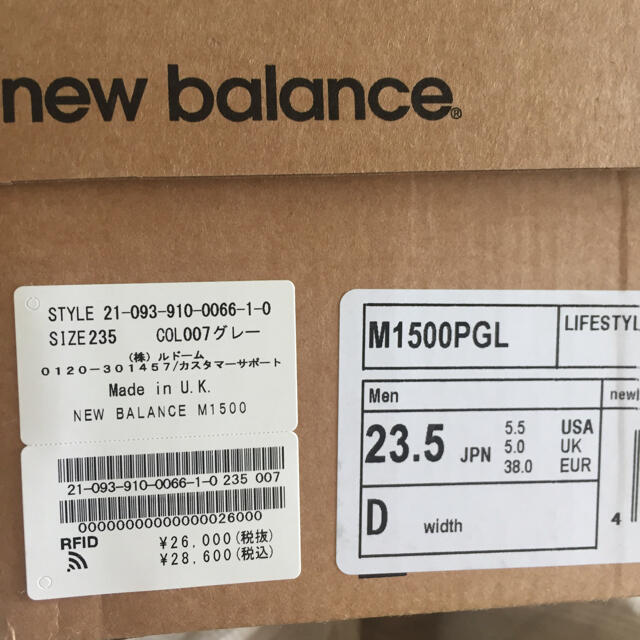 new balance®
STYLE 21-093-910-0066-1-0
SIZE235 COL007グレー
(株)ルドーム
0120-301457/カスタマーサポート
Made in U.K.
NEW BALANCE M1500
21-093-910-0066-1-0 235 007
00000000000000026000
RFID
¥26,000(税抜)
¥28,600(税込)
M1500PGL
LIFESTYL
Men
newl
23.5 JPN
5.5 USA
5.0 UK
38.0 EUR
D width
4